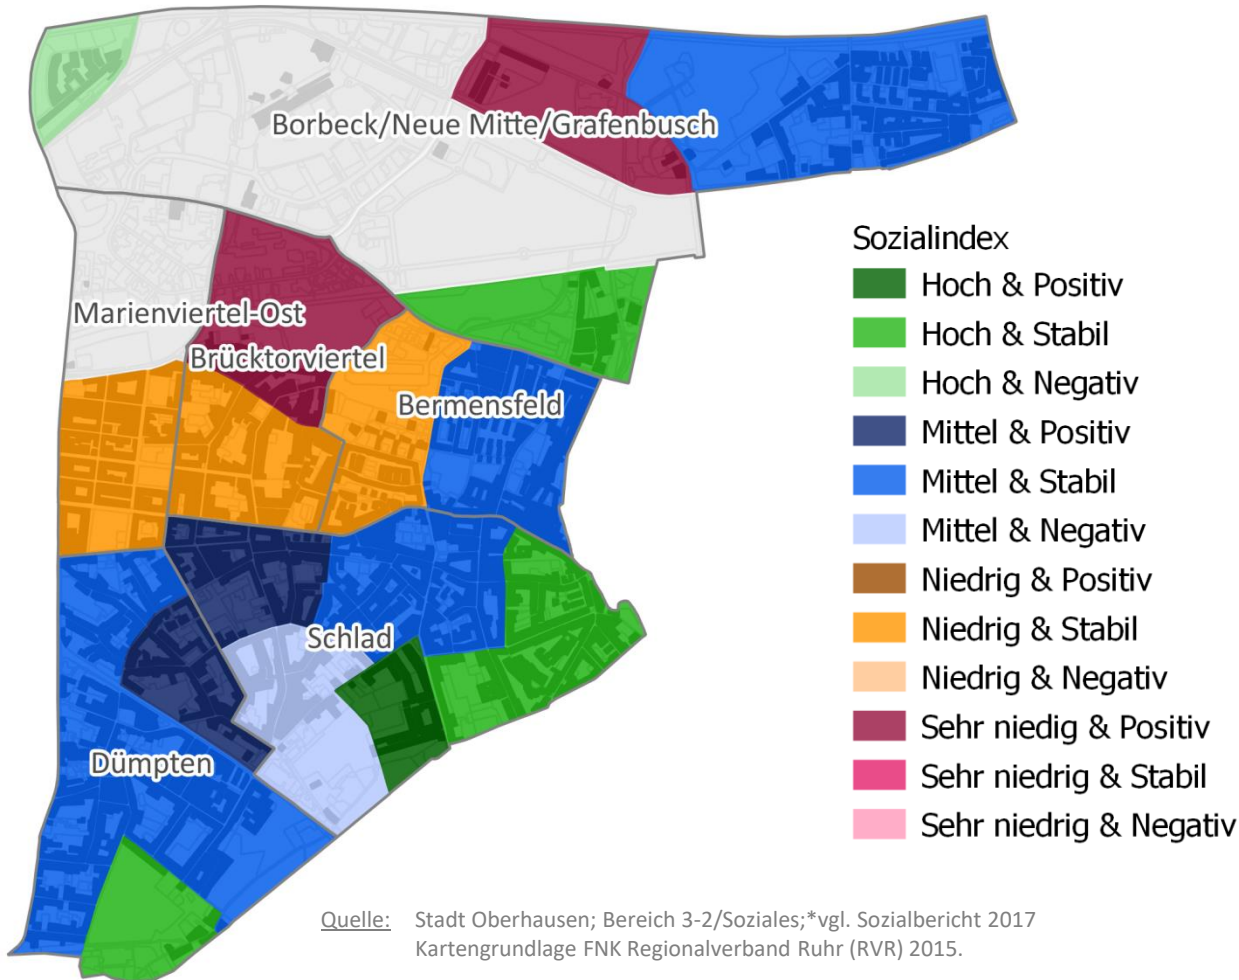 Borbeck/Neue Mitte/Grafenbusch
Marienviertel-Ost
Brücktorviertel
Bermensfeld
Schlad
Dümpten
Sozialindex
Hoch & Positiv
Hoch & Stabil
Hoch & Negativ
Mittel & Positiv
Mittel & Stabil
Mittel & Negativ
Niedrig & Positiv
Niedrig & Stabil
Niedrig & Negativ
Sehr niedig & Positiv
Sehr niedrig & Stabil
Sehr niedrig & Negativ
Quelle: Stadt Oberhausen; Bereich 3-2/Soziales;*vgl. Sozialbericht 2017
Kartengrundlage FNK Regionalverband Ruhr (RVR) 2015.